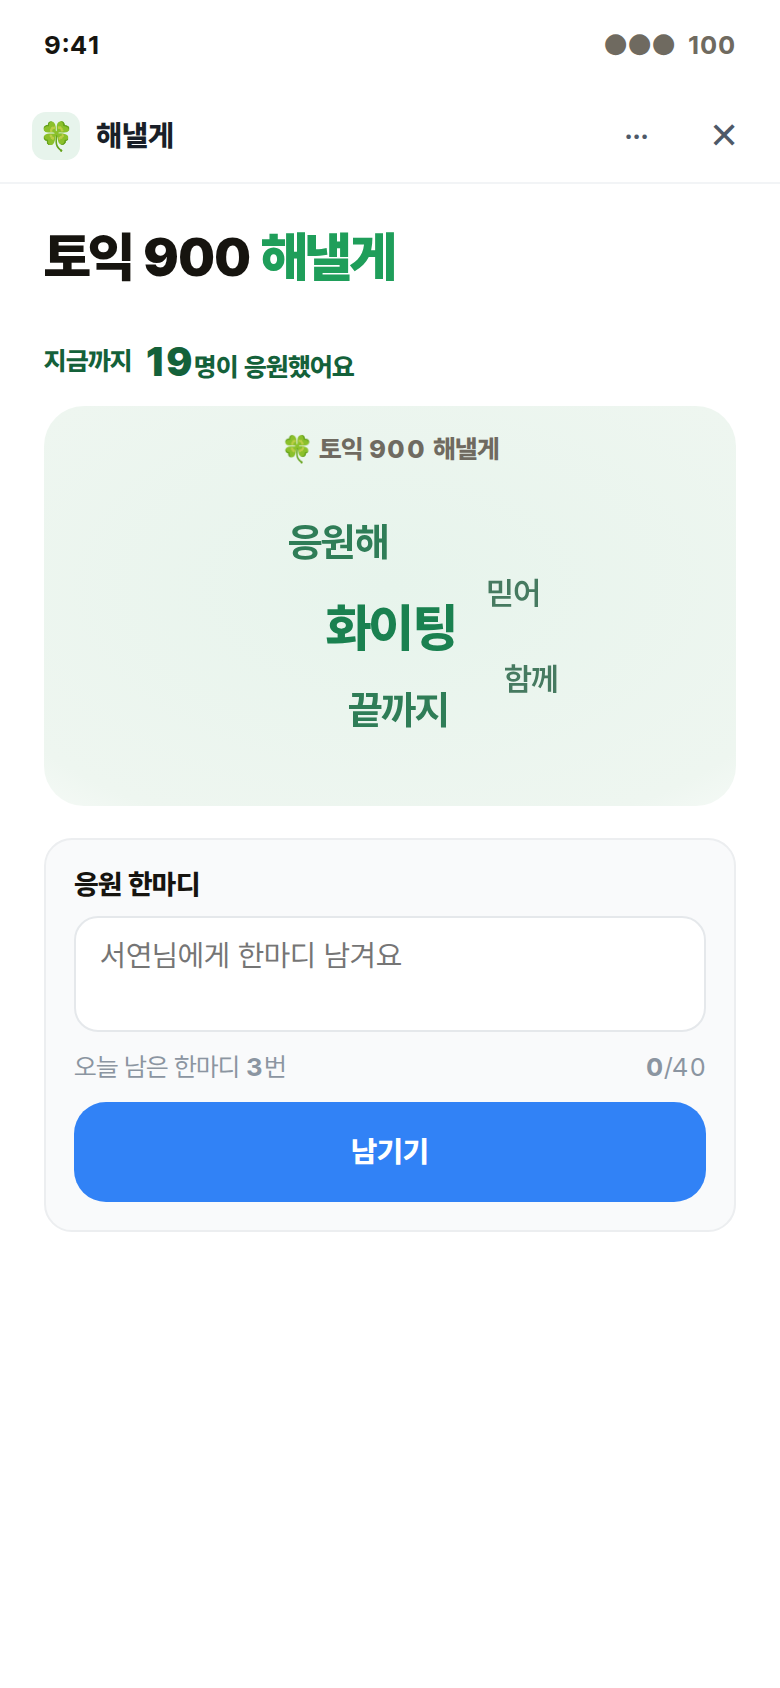 9:41
100
해낼게
토익 900 해낼게
지금까지 19명이 응원했어요
🍀 토익 900 해낼게
응원해
믿어
화이팅
함께
끝까지
응원 한마디
서연님에게 한마디 남겨요
오늘 남은 한마디 3번
0/40
남기기